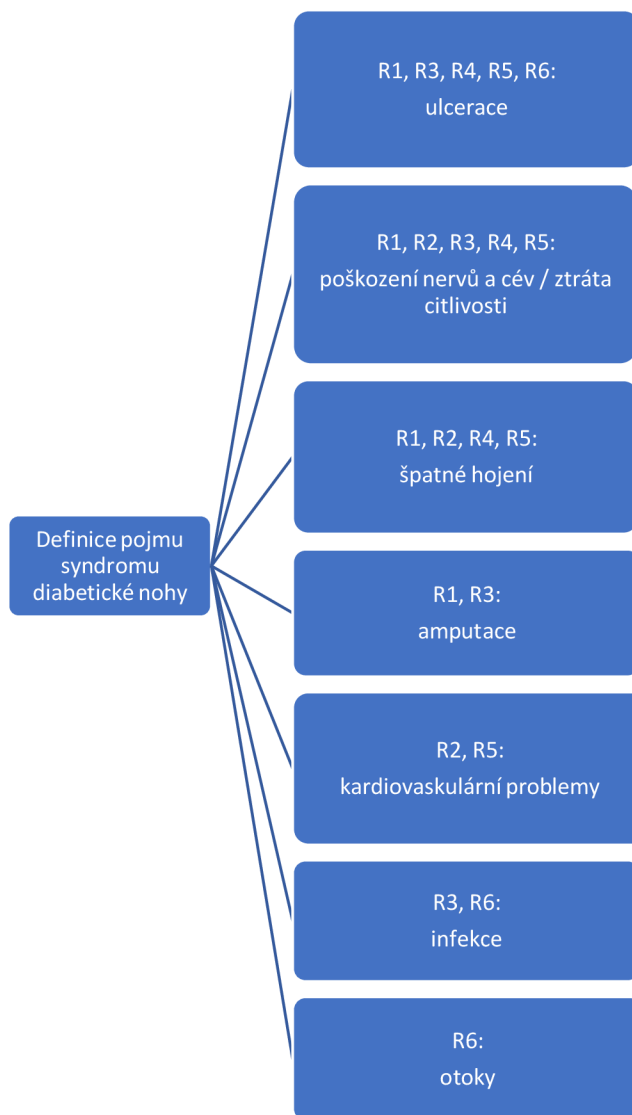 R1, R3, R4, R5, R6:
ulcerace
R1, R2, R3, R4, R5:
poškození nervů a cév / ztráta
citlivosti
R1, R2, R4, R5:
špatné hojení
Definice pojmu
syndromu
diabetické nohy
R1, R3:
amputace
R2, R5:
kardiovaskulární problemy
R3, R6:
infekce
R6:
otoky